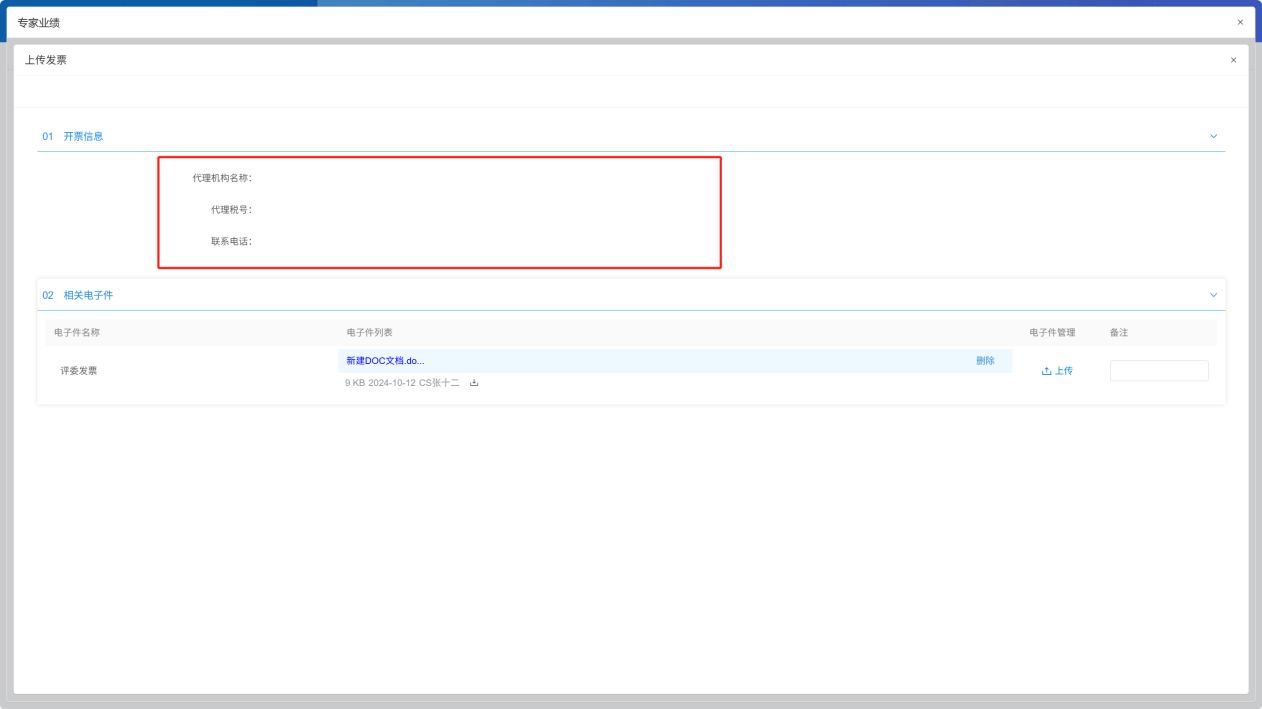 专家业绩 ×
上传发票 ×
01 开票信息
代理机构名称：
代理税号：
联系电话：
02 相关电子件
电子件名称 电子件列表 电子件管理 备注
新建DOC文档.do... 删除
评委发票 上传
9 KB 2024-10-12 CS张十二